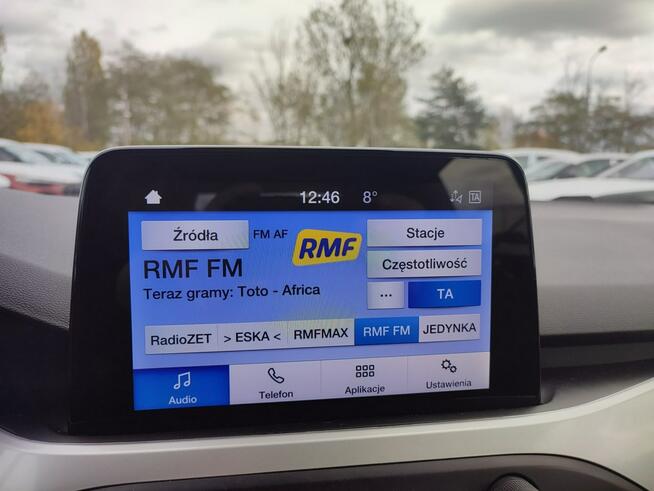 12:46 8° TA
Źródła FM AF RMF Stacje
RMF FM Częstotliwość
Teraz gramy: Toto - Africa ... TA
RadioZET > ESKA < RMFMAX RMF FM JEDYNKA
Audio Telefon Aplikacje Ustawienia